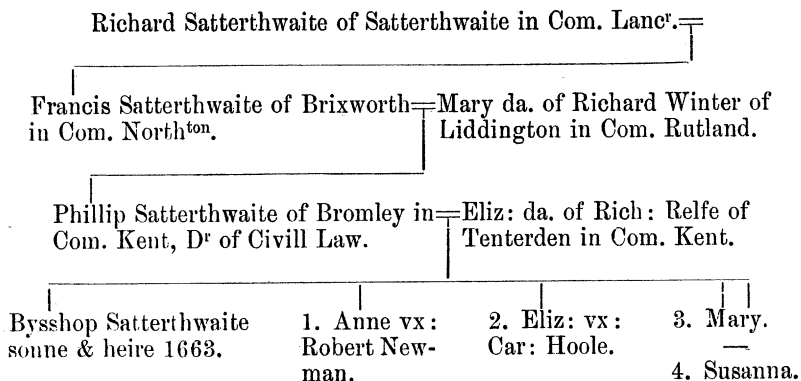 Richard Satterthwaite of Satterthwaite in Com. Lancʳ.
Francis Satterthwaite of Brixworth
in Com. Northᵗᵒⁿ.
Mary da. of Richard Winter of
Liddington in Com. Rutland.
Phillip Satterthwaite of Bromley in
Com. Kent, Dʳ of Civill Law.
Eliz: da. of Rich: Relfe of
Tenterden in Com. Kent.
Bysshop Satterthwaite
sonne & heire 1663.
1. Anne vx:
Robert New-
man.
2. Eliz: vx:
Car: Hoole.
3. Mary.
4. Susanna.